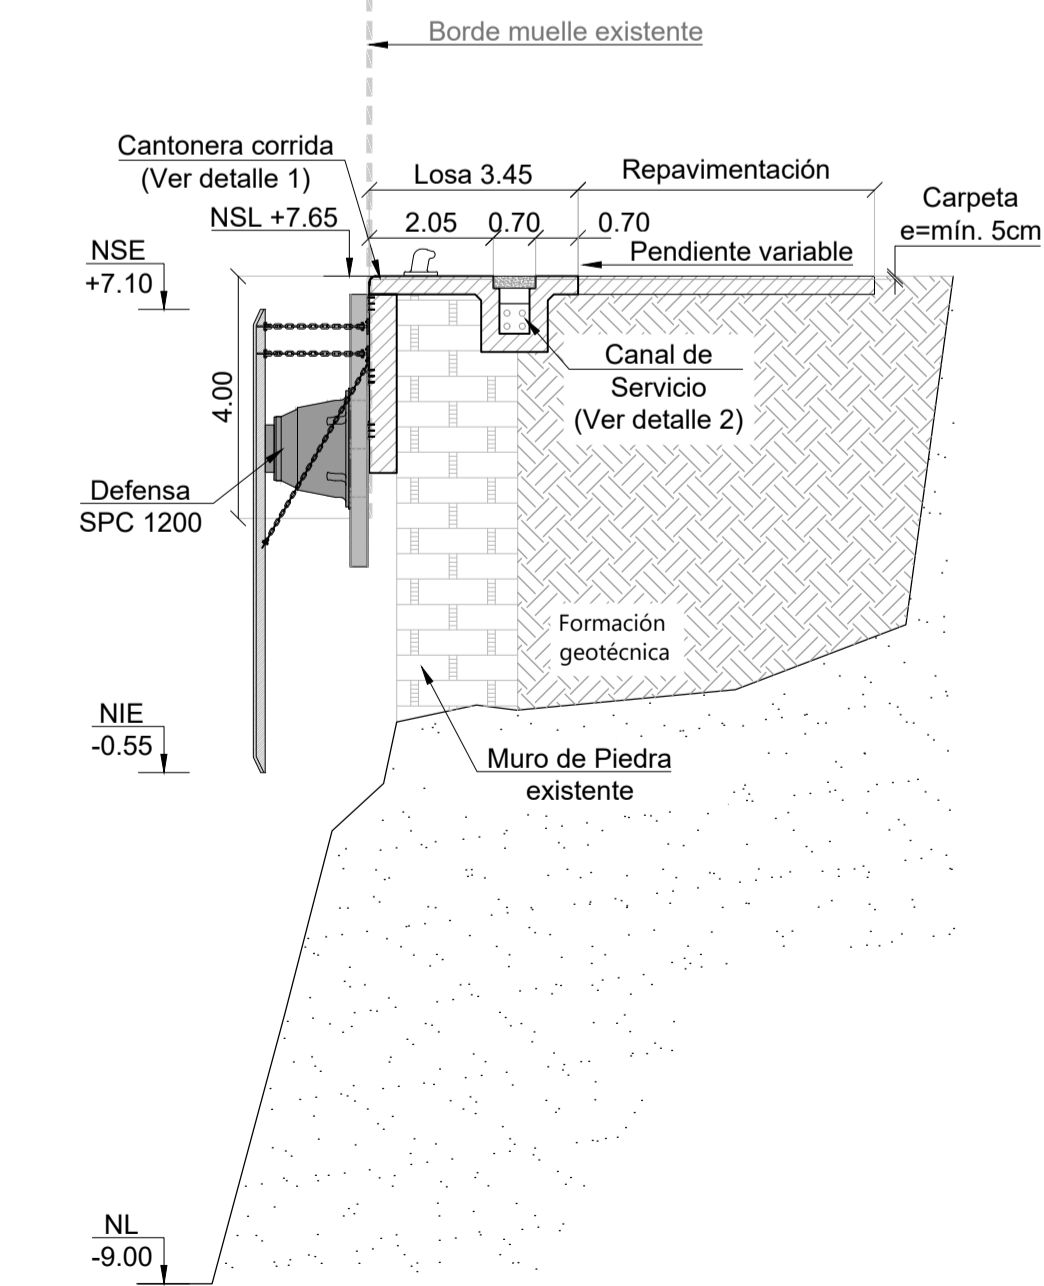 Borde muelle existente
Cantonera corrida
(Ver detalle 1)
Losa 3.45
Repavimentación
Carpeta
e=mín. 5cm
NSL +7.65
2.05
0.70
0.70
Pendiente variable
NSE
+7.10
4.00
Canal de
Servicio
(Ver detalle 2)
Defensa
SPC 1200
Formación
geotécnica
NIE
-0.55
Muro de Piedra
existente
NL
-9.00